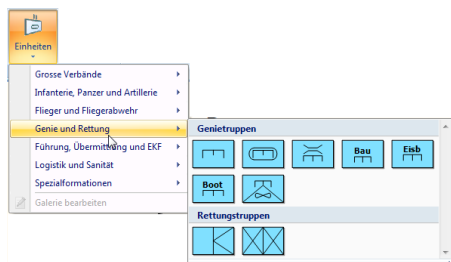 Einheiten
Grosse Verbände
Infanterie, Panzer und Artillerie
Flieger und Fliegerabwehr
Genie und Rettung
Führung, Übermittlung und EKF
Logistik und Sanität
Spezialformationen
Galerie bearbeiten
Genietruppen
Bau
Eisb
Boot
Rettungstruppen